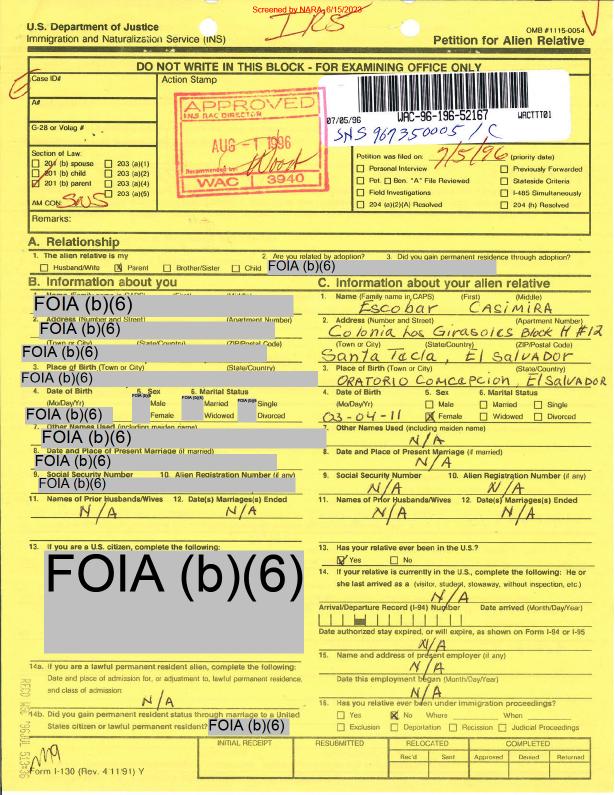 Screened by NARA, 6/15/2023
IRS
U.S. Department of Justice
Immigration and Naturalization Service (INS)
OMB #1115-0054
Petition for Alien Relative
DO NOT WRITE IN THIS BLOCK - FOR EXAMINING OFFICE ONLY
Case ID#
Action Stamp
A#
G-28 or Volag #
Section of Law:
201 (b) spouse 203 (a)(1)
201 (b) child 203 (a)(2)
201 (b) parent 203 (a)(4)
203 (a)(5)
AM CON: SNS
APPROVED
INS WAC DIRECTOR
AUG -1 1996
Recommended by
WAC 3940
07/05/96 WAC-96-196-52167 WACTTT01
SNS 967350005 / C
Petition was filed on: 7/5/96 (priority date)
Personal Interview Previously Forwarded
Pet. Ben. "A" File Reviewed Stateside Criteria
Field Investigations I-485 Simultaneously
204 (a)(2)(A) Resolved 204 (h) Resolved
Remarks:
A. Relationship
1. The alien relative is my
Husband/Wife X Parent Brother/Sister Child
2. Are you related by adoption?
3. Did you gain permanent residence through adoption?
FOIA (b)(6)
B. Information about you
FOIA (b)(6)
2. Address (Number and Street) (Apartment Number)
FOIA (b)(6)
(Town or City) (State/Country) (ZIP/Postal Code)
FOIA (b)(6)
3. Place of Birth (Town or City) (State/Country)
FOIA (b)(6)
4. Date of Birth 5. Sex 6. Marital Status
(Mo/Day/Yr) Male Married Single
FOIA (b)(6) Female Widowed Divorced
7. Other Names Used (including maiden name)
FOIA (b)(6)
8. Date and Place of Present Marriage (if married)
FOIA (b)(6)
9. Social Security Number 10. Alien Registration Number (if any)
FOIA (b)(6)
11. Names of Prior Husbands/Wives 12. Date(s) Marriages(s) Ended
N/A N/A
13. If you are a U.S. citizen, complete the following:
FOIA (b)(6)
14a. If you are a lawful permanent resident alien, complete the following:
Date and place of admission for, or adjustment to, lawful permanent residence,
and class of admission:
N/A
14b. Did you gain permanent resident status through marriage to a United
States citizen or lawful permanent resident? FOIA (b)(6)
C. Information about your alien relative
1. Name (Family name in CAPS) (First) (Middle)
Escobar CASIMIRA
2. Address (Number and Street) (Apartment Number)
Colonia Los Girasoles Block H #12
(Town or City) (State/Country) (ZIP/Postal Code)
Santa Tecla, El Salvador
3. Place of Birth (Town or City) (State/Country)
ORATORIO COMCEPCION, El SALVADOR
4. Date of Birth 5. Sex 6. Marital Status
(Mo/Day/Yr) Male Married Single
03-04-11 X Female Widowed Divorced
7. Other Names Used (including maiden name)
N/A
8. Date and Place of Present Marriage (if married)
N/A
9. Social Security Number 10. Alien Registration Number (if any)
N/A N/A
11. Names of Prior Husbands/Wives 12. Date(s) Marriages(s) Ended
N/A N/A
13. Has your relative ever been in the U.S.?
Yes No
14. If your relative is currently in the U.S., complete the following: He or
she last arrived as a (visitor, student, stowaway, without inspection, etc.)
N/A
Arrival/Departure Record (I-94) Number Date arrived (Month/Day/Year)
Date authorized stay expired, or will expire, as shown on Form I-94 or I-95
N/A
15. Name and address of present employer (if any)
N/A
Date this employment began (Month/Day/Year)
N/A
16. Has your relative ever been under immigration proceedings?
Yes X No Where When
Exclusion Deportation Recission Judicial Proceedings
INITIAL RECEIPT RESUBMITTED RELOCATED COMPLETED
Rec'd Sent Approved Denied Returned
Form I-130 (Rev. 4/11/91) Y